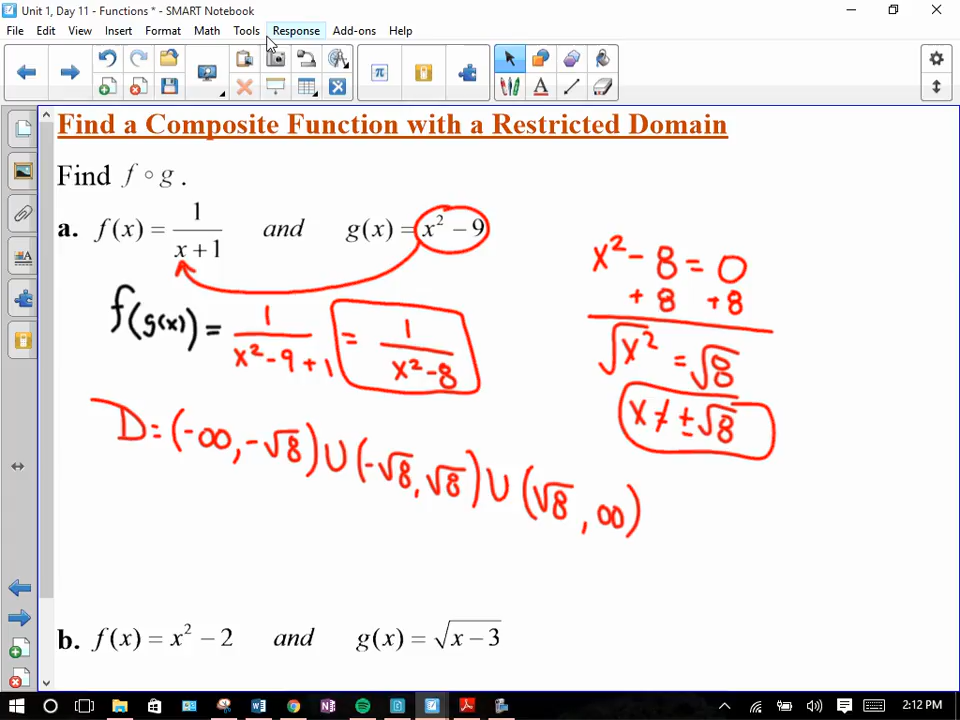 Unit 1, Day 11 - Functions * - SMART Notebook
File Edit View Insert Format Math Tools Response Add-ons Help
Find a Composite Function with a Restricted Domain
Find f ∘ g .
a. f(x) = 1/(x+1) and g(x) = x² − 9
f(g(x)) = 1/(x²-9+1) = 1/(x²-8)
D = (-∞, -√8) ∪ (-√8, √8) ∪ (√8, ∞)
x² - 8 = 0
+ 8 + 8
√x² = √8
x ≠ ± √8
b. f(x) = x² − 2 and g(x) = √(x−3)
2:12 PM